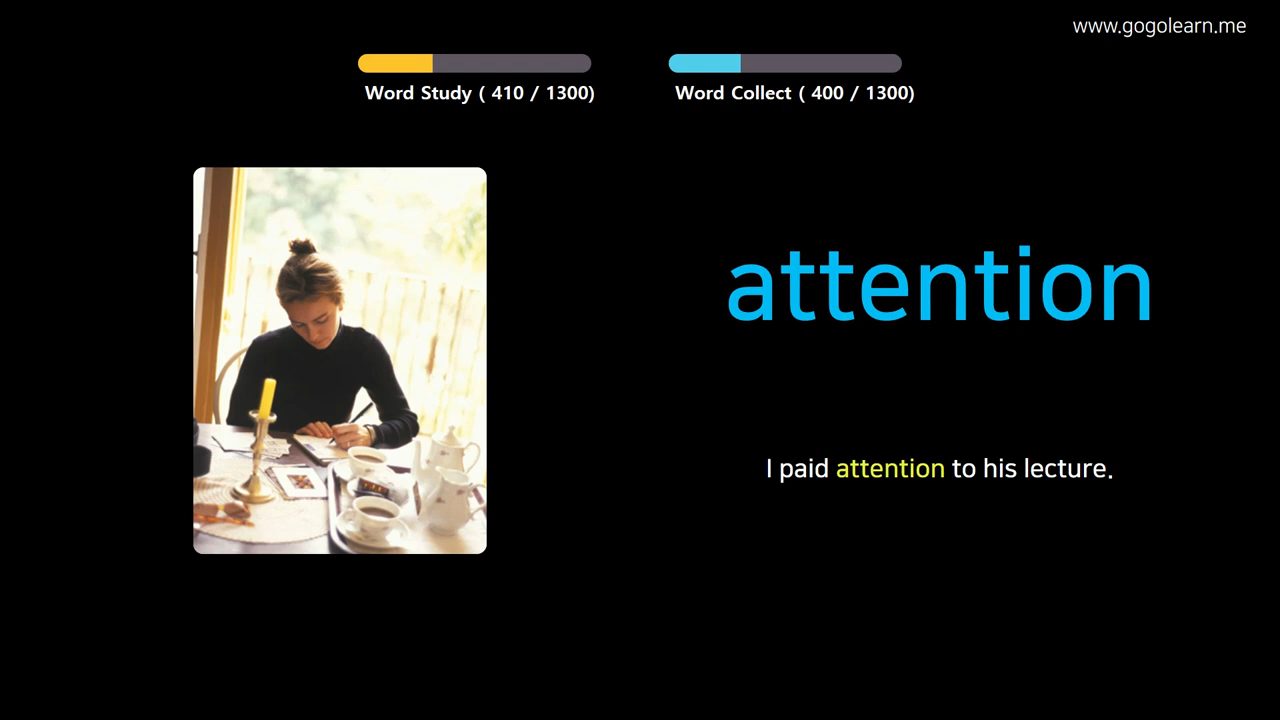 www.gogolearn.me
Word Study ( 410 / 1300)
Word Collect ( 400 / 1300)
attention
I paid attention to his lecture.